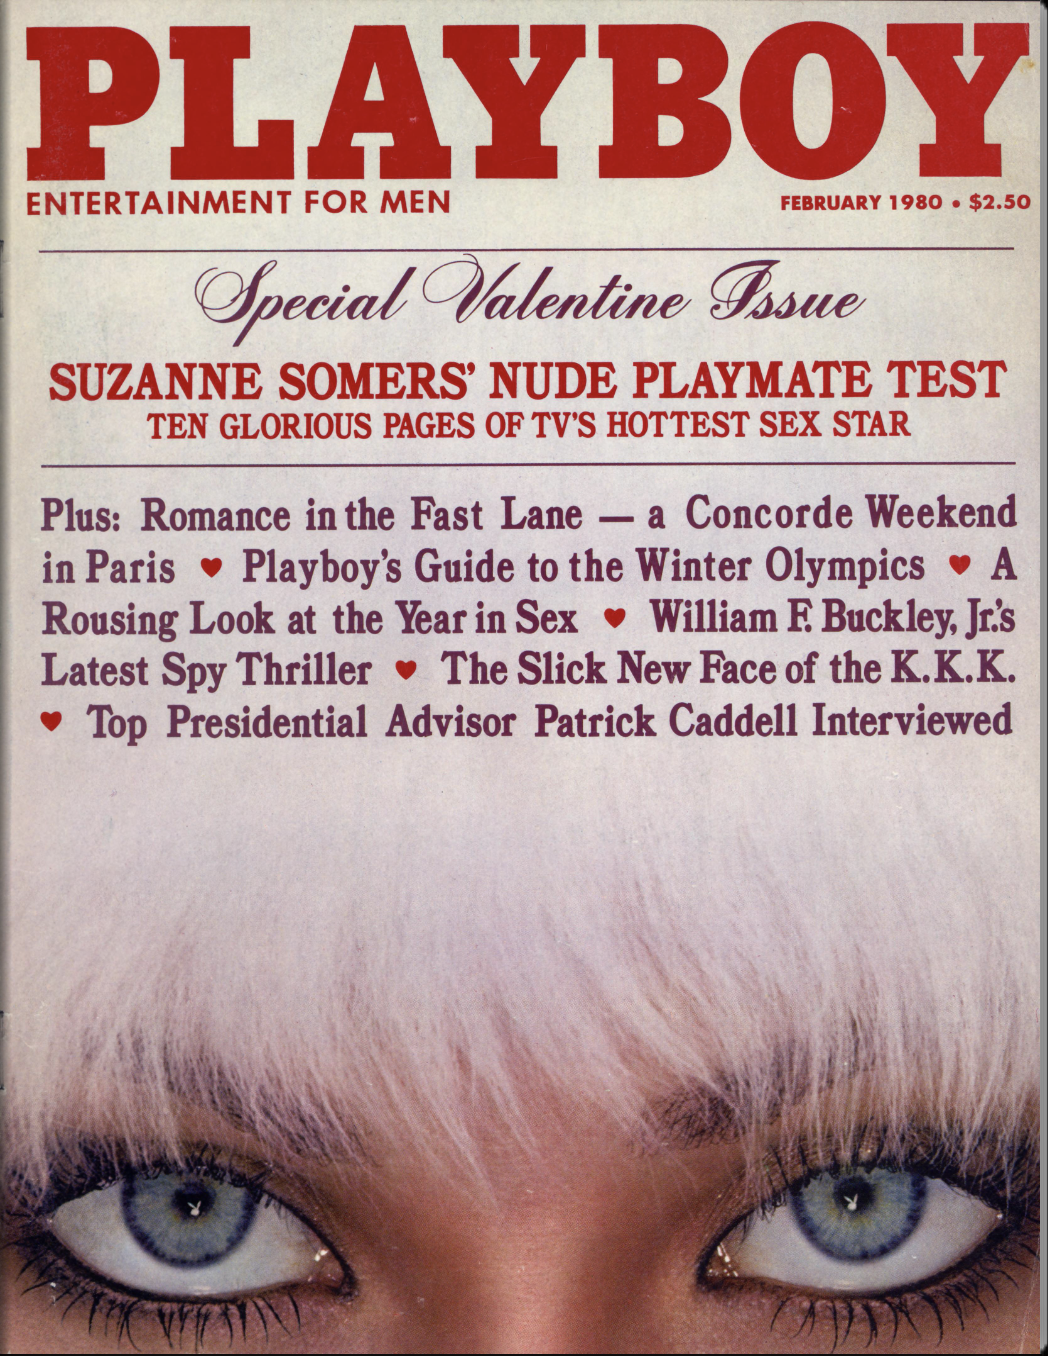 PLAYBOY
ENTERTAINMENT FOR MEN
FEBRUARY 1980 • $2.50
Special Valentine Issue
SUZANNE SOMERS' NUDE PLAYMATE TEST
TEN GLORIOUS PAGES OF TV'S HOTTEST SEX STAR
Plus: Romance in the Fast Lane — a Concorde Weekend
in Paris ♥ Playboy's Guide to the Winter Olympics ♥ A
Rousing Look at the Year in Sex ♥ William F. Buckley, Jr.'s
Latest Spy Thriller ♥ The Slick New Face of the K.K.K.
♥ Top Presidential Advisor Patrick Caddell Interviewed